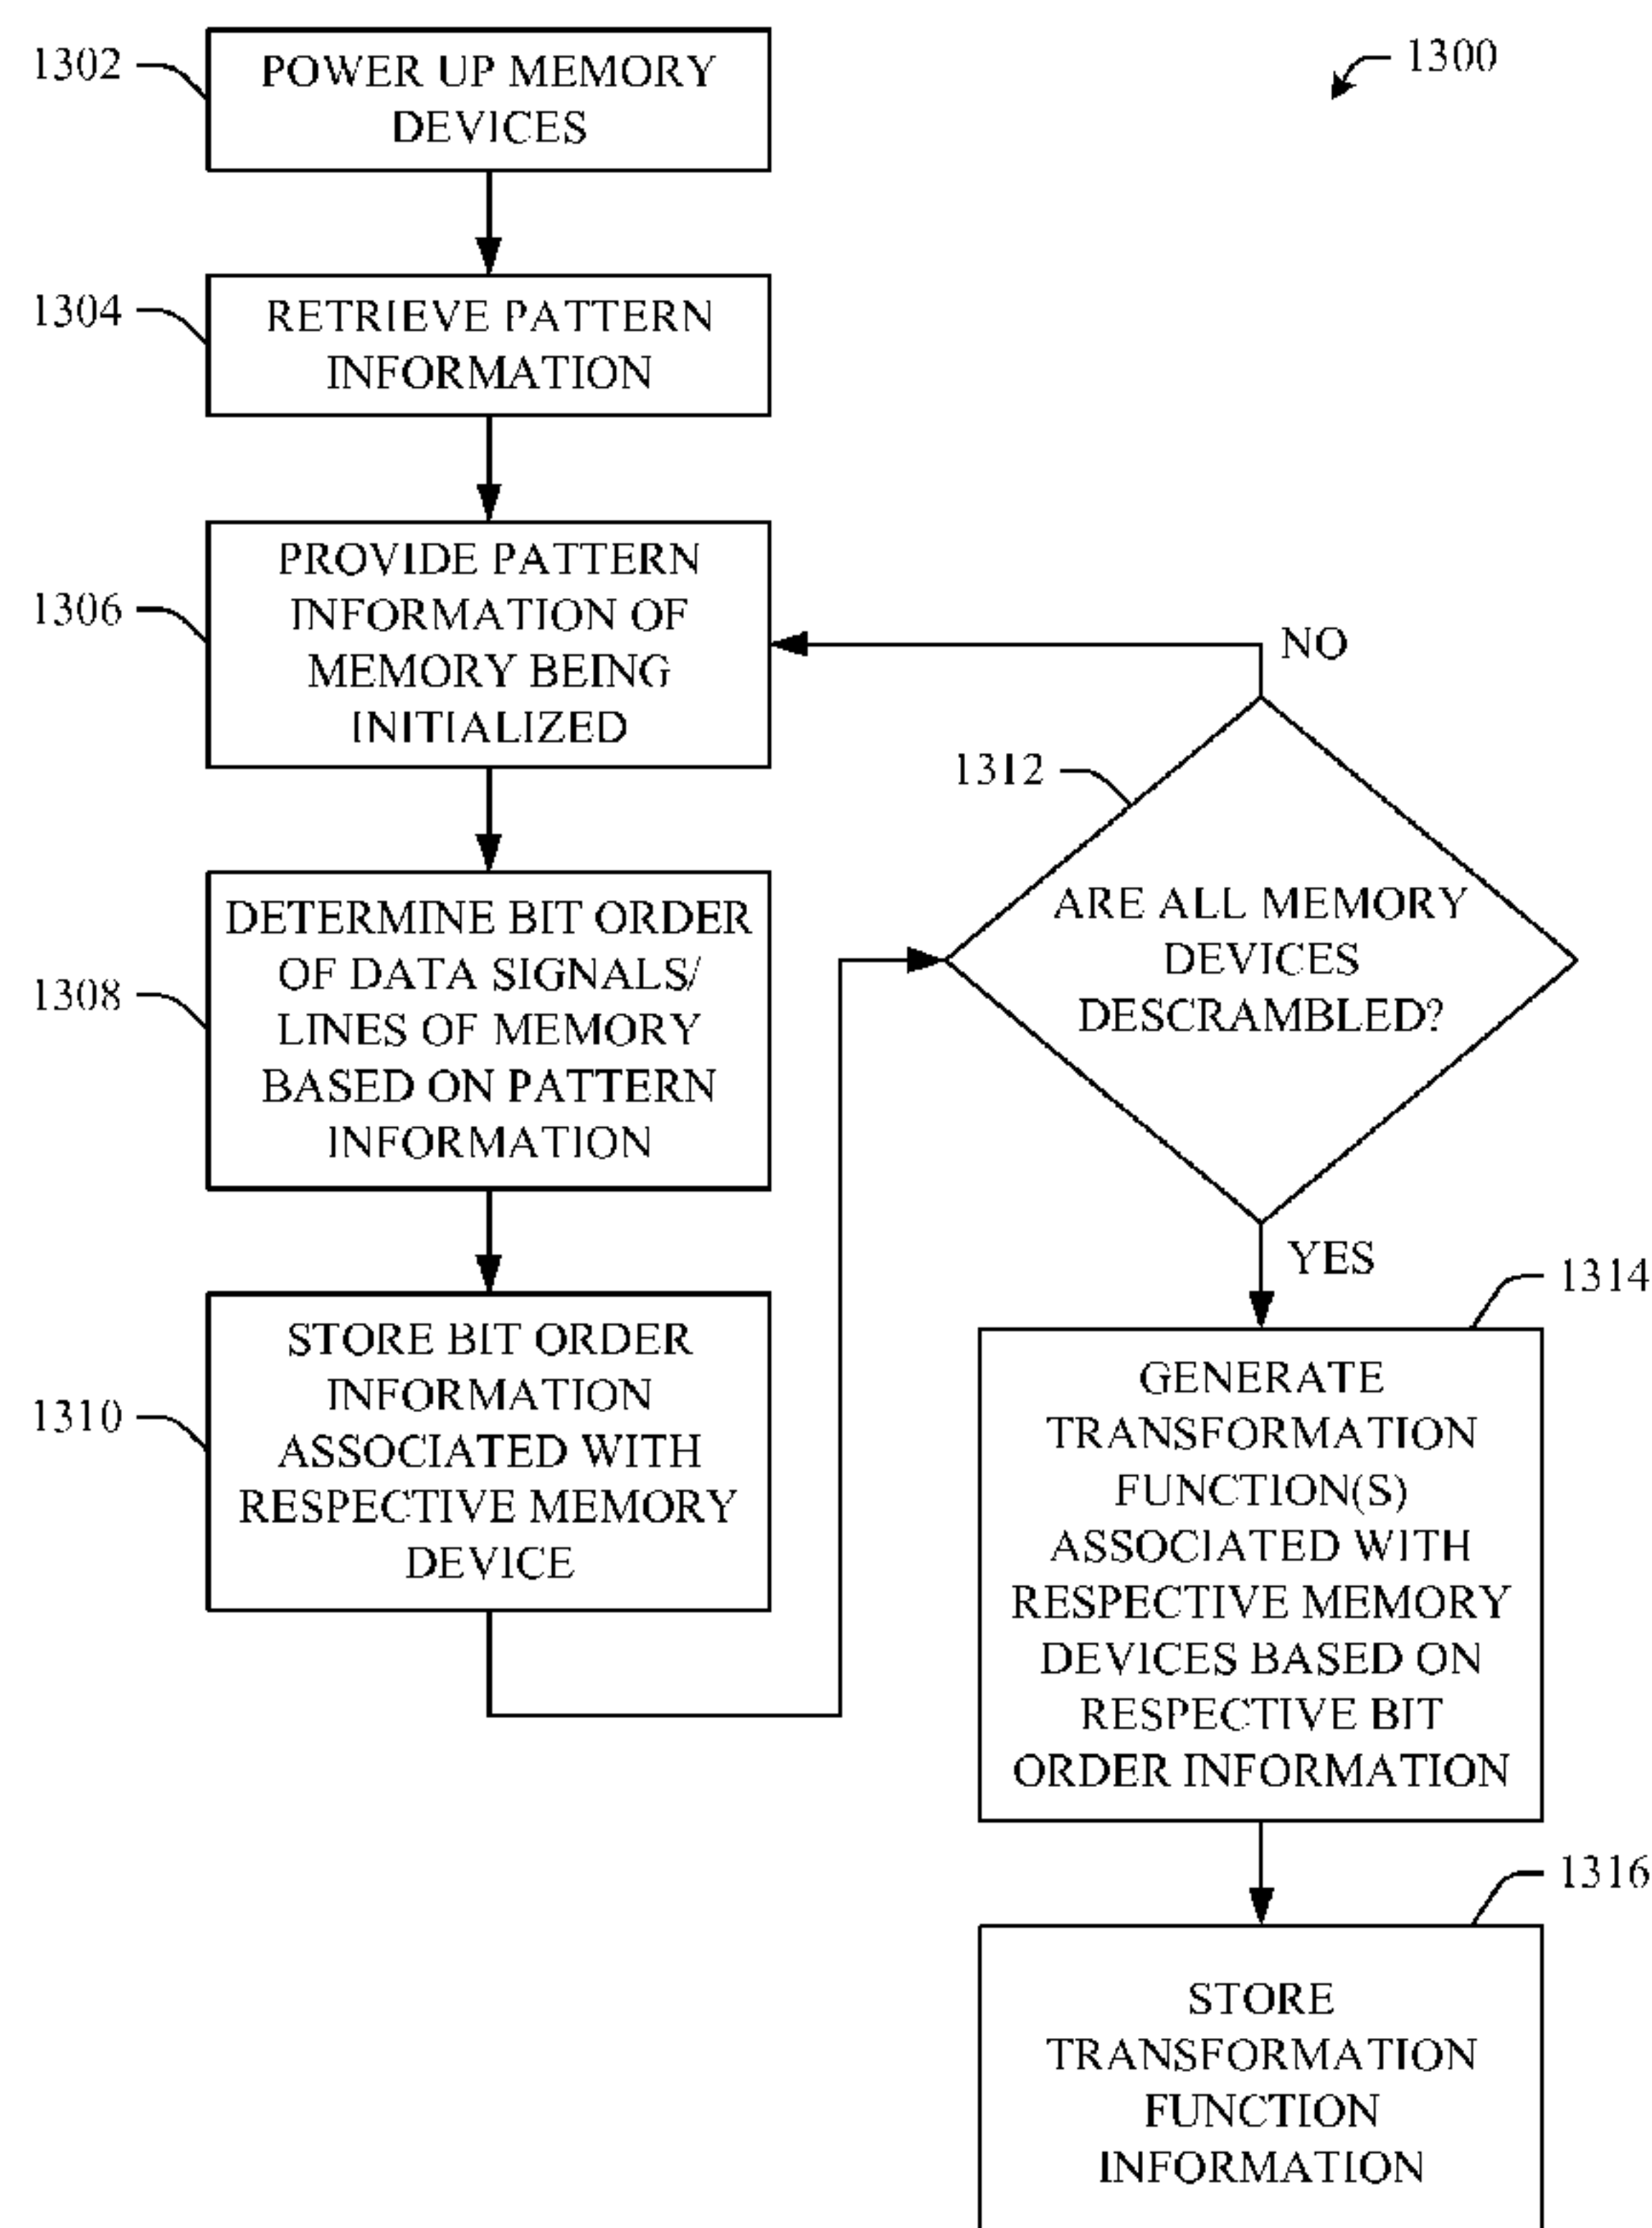 1300
1302
POWER UP MEMORY
DEVICES
1304
RETRIEVE PATTERN
INFORMATION
1306
PROVIDE PATTERN
INFORMATION OF
MEMORY BEING
INITIALIZED
1308
DETERMINE BIT ORDER
OF DATA SIGNALS/
LINES OF MEMORY
BASED ON PATTERN
INFORMATION
1310
STORE BIT ORDER
INFORMATION
ASSOCIATED WITH
RESPECTIVE MEMORY
DEVICE
NO
1312
ARE ALL MEMORY
DEVICES
DESCRAMBLED?
YES
1314
GENERATE
TRANSFORMATION
FUNCTION(S)
ASSOCIATED WITH
RESPECTIVE MEMORY
DEVICES BASED ON
RESPECTIVE BIT
ORDER INFORMATION
1316
STORE
TRANSFORMATION
FUNCTION
INFORMATION